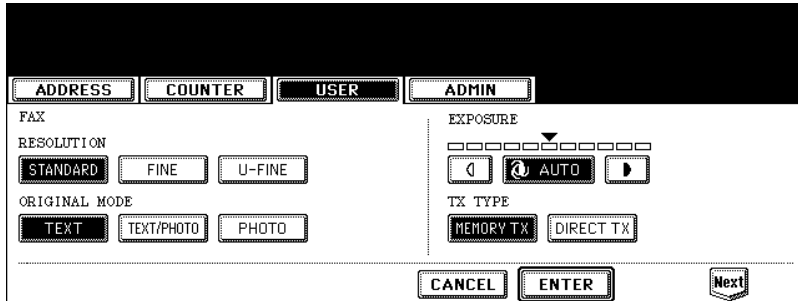 ADDRESS COUNTER USER ADMIN
FAX
RESOLUTION
STANDARD FINE U-FINE
ORIGINAL MODE
TEXT TEXT/PHOTO PHOTO
EXPOSURE
AUTO
TX TYPE
MEMORY TX DIRECT TX
CANCEL ENTER Next